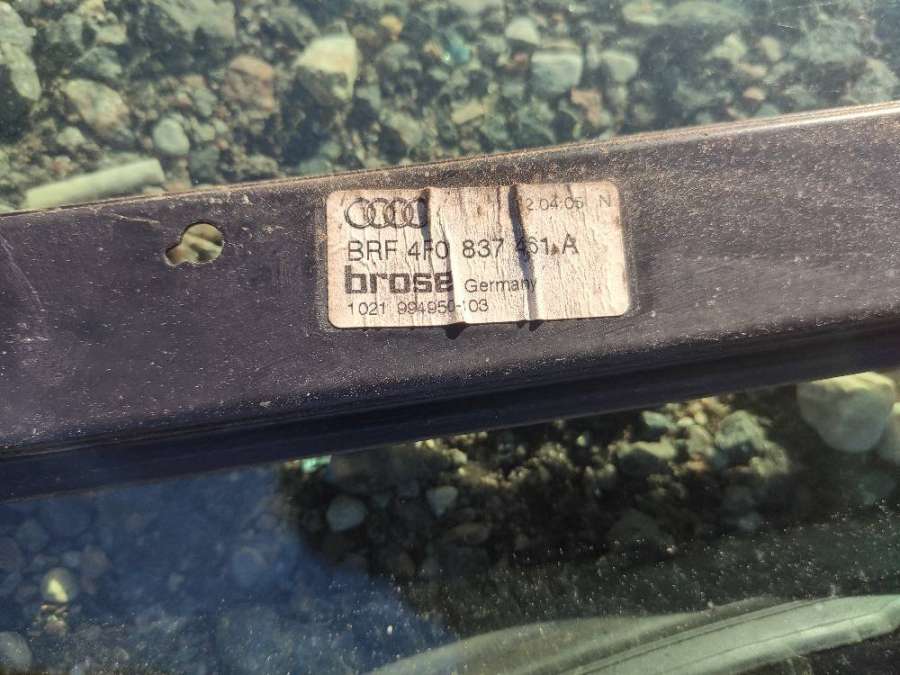 2.04.05 N
BRF 4F0 837 461 A
brose Germany
1021 994950-103